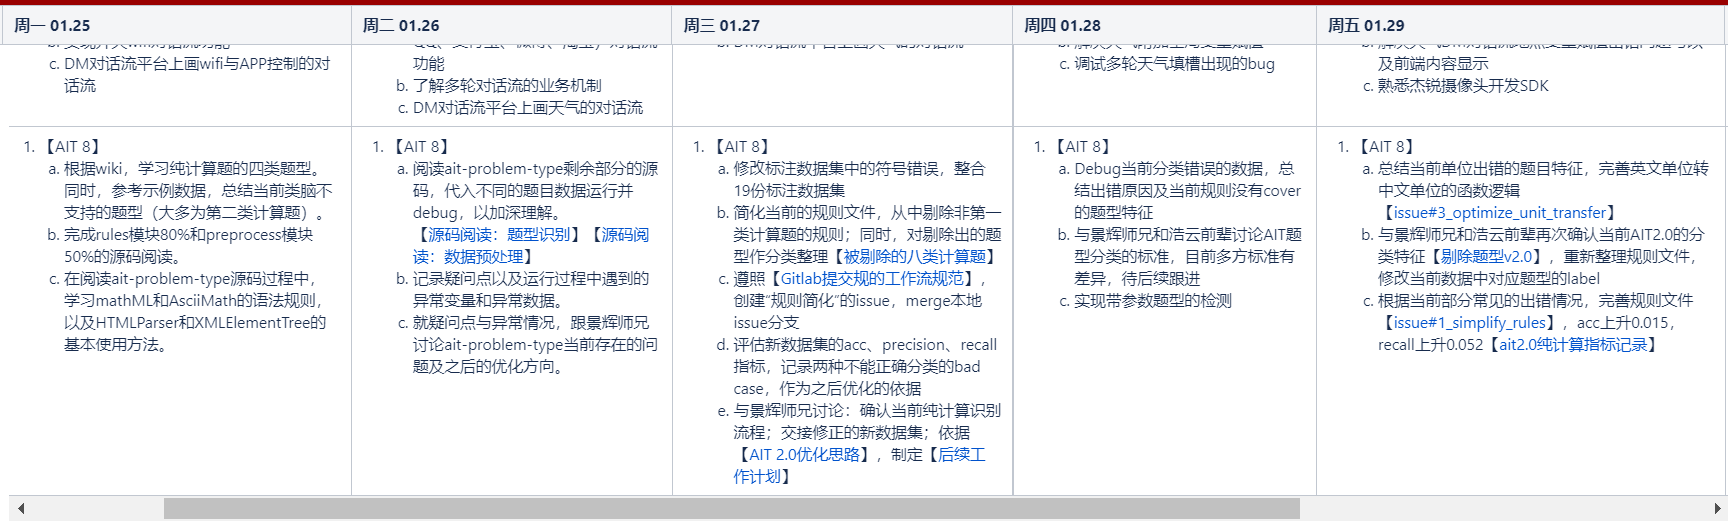 周一 01.25
周二 01.26
周三 01.27
周四 01.28
周五 01.29
c. DM对话流平台上画wifi与APP控制的对
话流
功能
b. 了解多轮对话流的业务机制
c. DM对话流平台上画天气的对话流
c. 调试多轮天气填槽出现的bug
及前端内容显示
c. 熟悉杰锐摄像头开发SDK
1. 【AIT 8】
a. 根据wiki，学习纯计算题的四类题型。
同时，参考示例数据，总结当前类脑不
支持的题型（大多为第二类计算题）。
b. 完成rules模块80%和preprocess模块
50%的源码阅读。
c. 在阅读ait-problem-type源码过程中，
学习mathML和AsciiMath的语法规则，
以及HTMLParser和XMLElementTree的
基本使用方法。
1. 【AIT 8】
a. 阅读ait-problem-type剩余部分的源
码，代入不同的题目数据运行并
debug，以加深理解。
【源码阅读：题型识别】【源码阅
读：数据预处理】
b. 记录疑问点以及运行过程中遇到的
异常变量和异常数据。
c. 就疑问点与异常情况，跟景辉师兄
讨论ait-problem-type当前存在的问
题及之后的优化方向。
1. 【AIT 8】
a. 修改标注数据集中的符号错误，整合
19份标注数据集
b. 简化当前的规则文件，从中剔除非第一
类计算题的规则；同时，对剔除出的题
型作分类整理【被剔除的八类计算题】
c. 遵照【Gitlab提交规的工作流规范】，
创建“规则简化”的issue，merge本地
issue分支
d. 评估新数据集的acc、precision、recall
指标，记录两种不能正确分类的bad
case，作为之后优化的依据
e. 与景辉师兄讨论：确认当前纯计算识别
流程；交接修正的新数据集；依据
【AIT 2.0优化思路】，制定【后续工
作计划】
1. 【AIT 8】
a. Debug当前分类错误的数据，总
结出错原因及当前规则没有cover
的题型特征
b. 与景辉师兄和浩云前辈讨论AIT题
型分类的标准，目前多方标准有
差异，待后续跟进
c. 实现带参数题型的检测
1. 【AIT 8】
a. 总结当前单位出错的题目特征，完善英文单位转
中文单位的函数逻辑
【issue#3_optimize_unit_transfer】
b. 与景辉师兄和浩云前辈再次确认当前AIT2.0的分
类特征【剔除题型v2.0】，重新整理规则文件，
修改当前数据中对应题型的label
c. 根据当前部分常见的出错情况，完善规则文件
【issue#1_simplify_rules】，acc上升0.015，
recall上升0.052【ait2.0纯计算指标记录】